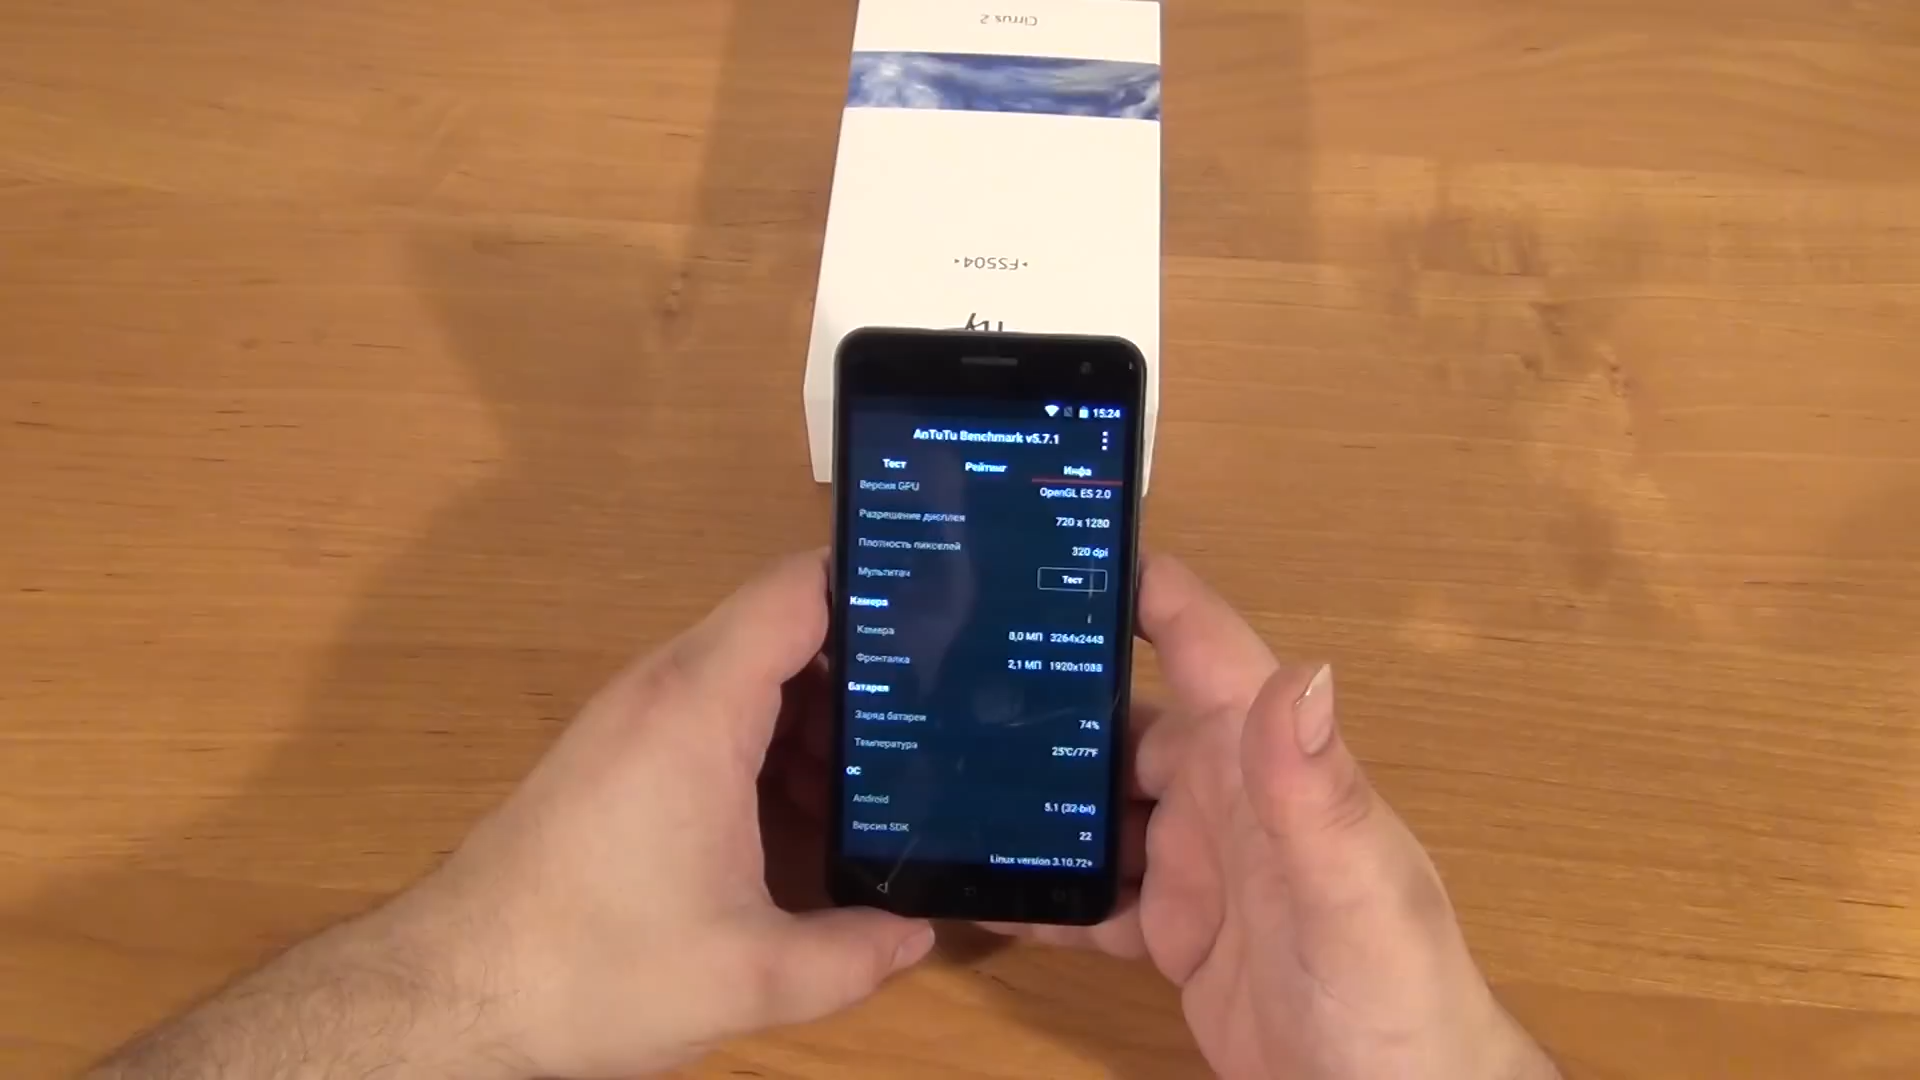 Cirrus 2
•FS504•
Fly
15:24
AnTuTu Benchmark v5.7.1
Тест Рейтинг Инфа
Версия GPU OpenGL ES 2.0
Разрешение дисплея 720 x 1280
Плотность пикселей 320 dpi
Мультитач Тест
Камера
Камера 8,0 МП 3264x2448
Фронталка 2,1 МП 1920x1088
Батарея
Заряд батареи 74%
Температура 25℃/77℉
ОС
Android 5.1 (32-bit)
Версия SDK 22
Linux version 3.10.72+